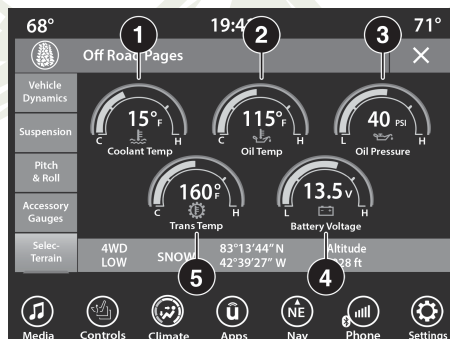 68°
19:4
71°
1
2
3
Off Road Pages
Vehicle
Dynamics
Suspension
Pitch
& Roll
Accessory
Gauges
Selec-
Terrain
15°F
C H
Coolant Temp
115°F
C H
Oil Temp
40 PSI
L H
Oil Pressure
160°F
C H
Trans Temp
13.5v
L H
Battery Voltage
4WD
LOW
SNOW
83°13'44" N
42°39'27" W
Altitude
28 ft
5
4
Media
Controls
Climate
û
Apps
NE
Nav
Phone
Settings